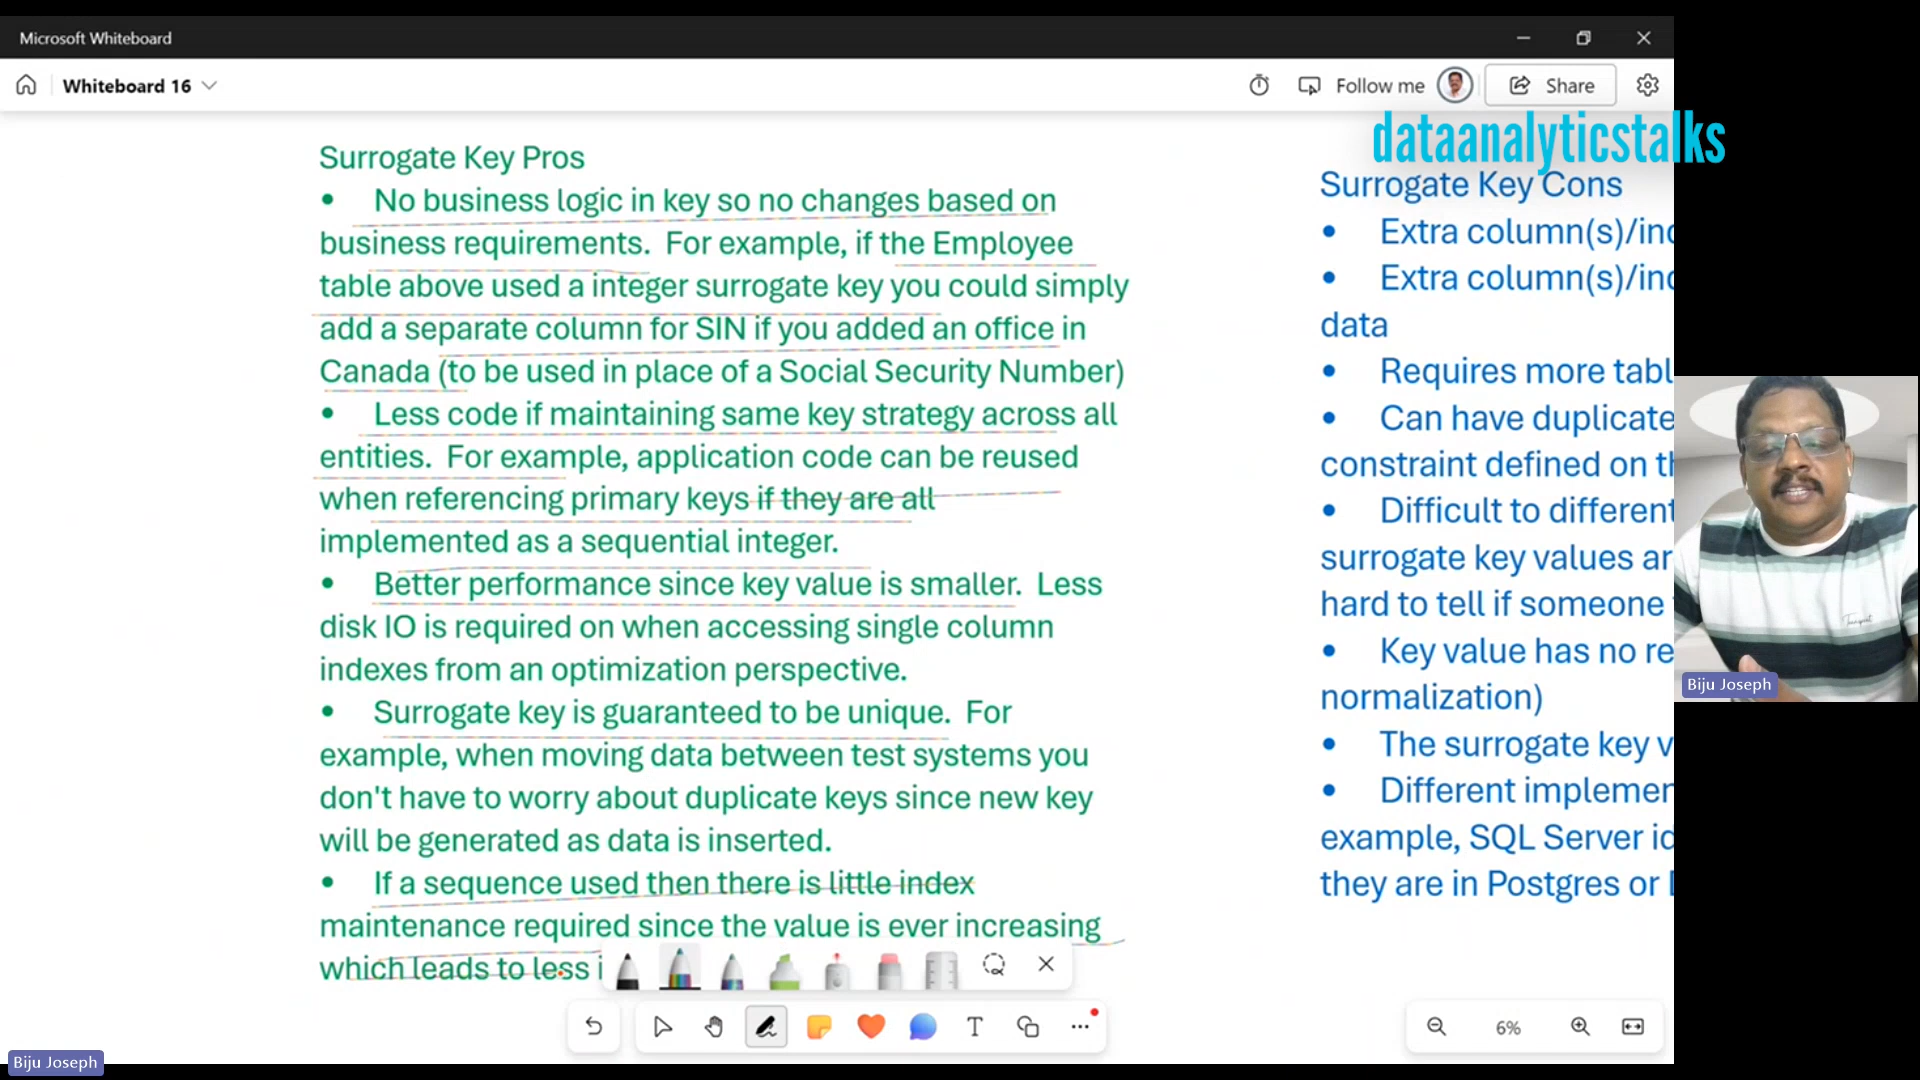 Microsoft Whiteboard
Whiteboard 16
Follow me
Share
dataanalyticstalks
Surrogate Key Pros
• No business logic in key so no changes based on
business requirements. For example, if the Employee
table above used a integer surrogate key you could simply
add a separate column for SIN if you added an office in
Canada (to be used in place of a Social Security Number)
• Less code if maintaining same key strategy across all
entities. For example, application code can be reused
when referencing primary keys if they are all
implemented as a sequential integer.
• Better performance since key value is smaller. Less
disk IO is required on when accessing single column
indexes from an optimization perspective.
• Surrogate key is guaranteed to be unique. For
example, when moving data between test systems you
don't have to worry about duplicate keys since new key
will be generated as data is inserted.
• If a sequence used then there is little index
maintenance required since the value is ever increasing
which leads to less
Surrogate Key Cons
• Extra column(s)/
• Extra column(s)/
data
• Requires more
• Can have duplicate
constraint defined on
• Difficult to
surrogate key values
hard to tell if someone
• Key value has no
normalization)
• The surrogate key
• Different
example, SQL Server
they are in Postgres or
Biju Joseph
T
6%
Biju Joseph